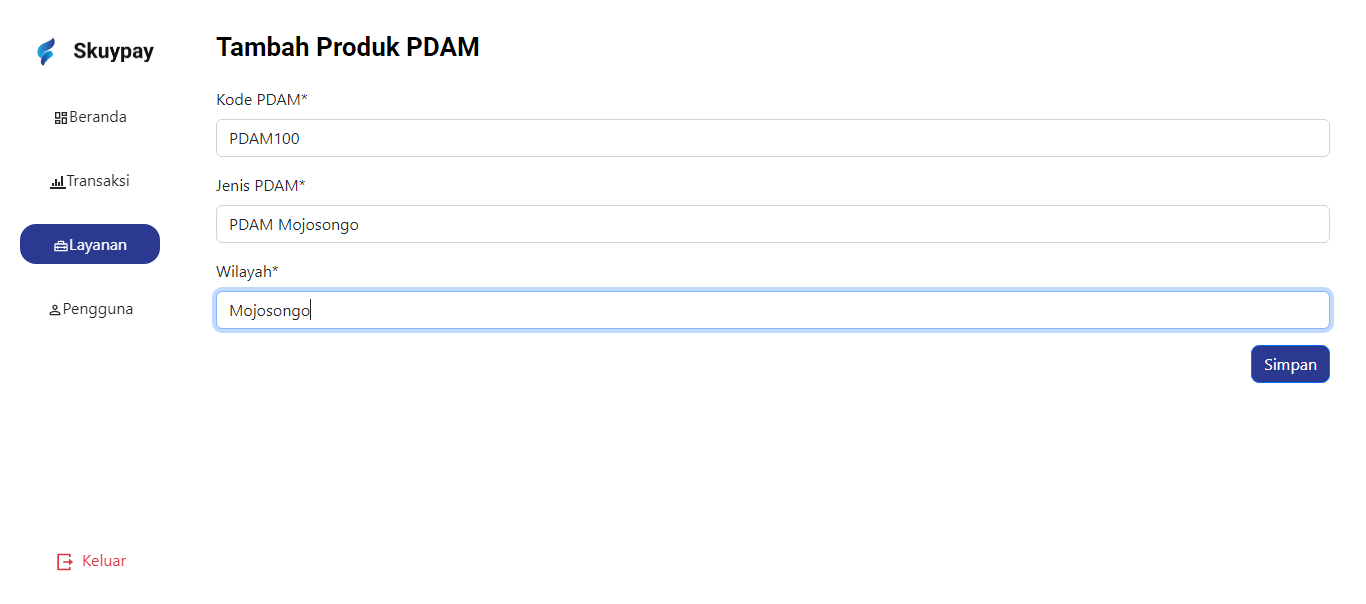 Skuypay
Beranda
Transaksi
Layanan
Pengguna
Keluar
Tambah Produk PDAM
Kode PDAM*
PDAM100
Jenis PDAM*
PDAM Mojosongo
Wilayah*
Mojosongo
Simpan